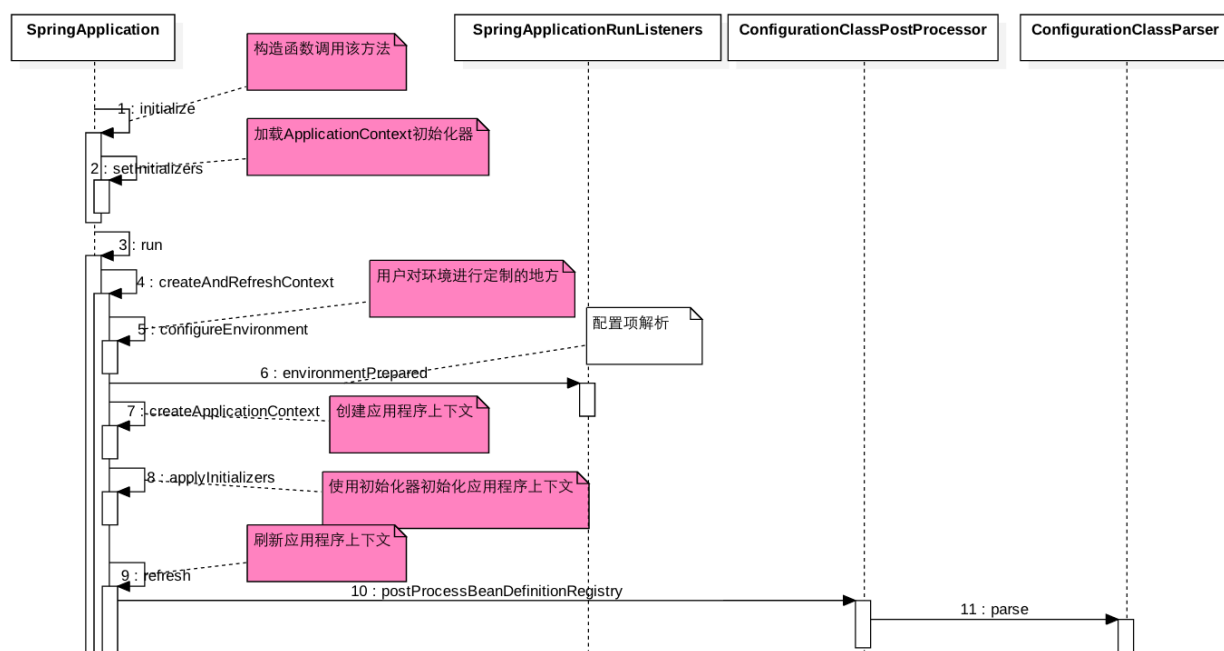 SpringApplication
SpringApplicationRunListeners
ConfigurationClassPostProcessor
ConfigurationClassParser
构造函数调用该方法
1 : initialize
加载ApplicationContext初始化器
2 : setInitializers
3 : run
用户对环境进行定制的地方
4 : createAndRefreshContext
配置项解析
5 : configureEnvironment
6 : environmentPrepared
7 : createApplicationContext
创建应用程序上下文
8 : applyInitializers
使用初始化器初始化应用程序上下文
刷新应用程序上下文
9 : refresh
10 : postProcessBeanDefinitionRegistry
11 : parse